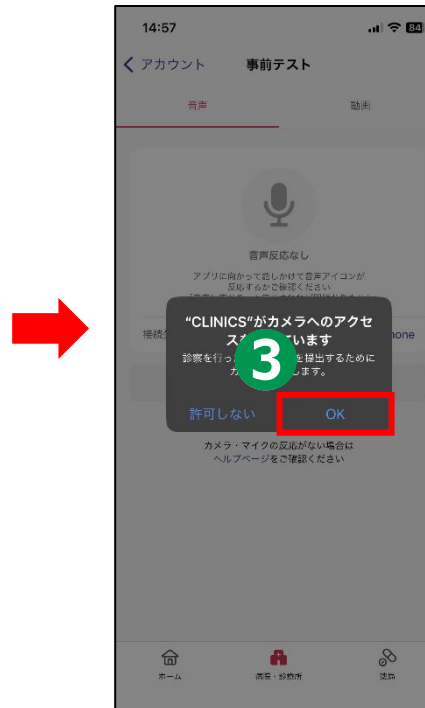 14:57
84
アカウント
事前テスト
音声
動画
音声反応なし
アプリに向かって話しかけて音声アイコンが
反応するかご確認ください
接続
hone
"CLINICS"がカメラへのアクセ
ス います
診察を行っ を提出するために
カ します。
3
許可しない
OK
カメラ・マイクの反応がない場合は
ヘルプページをご確認ください
ホーム
病院・診療所
薬局